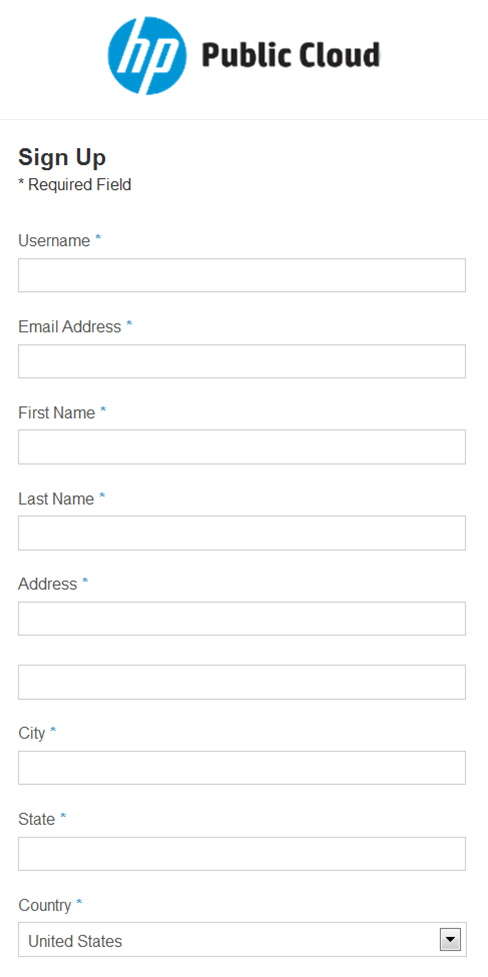 hp Public Cloud
Sign Up
* Required Field
Username *
Email Address *
First Name *
Last Name *
Address *
City *
State *
Country *
United States